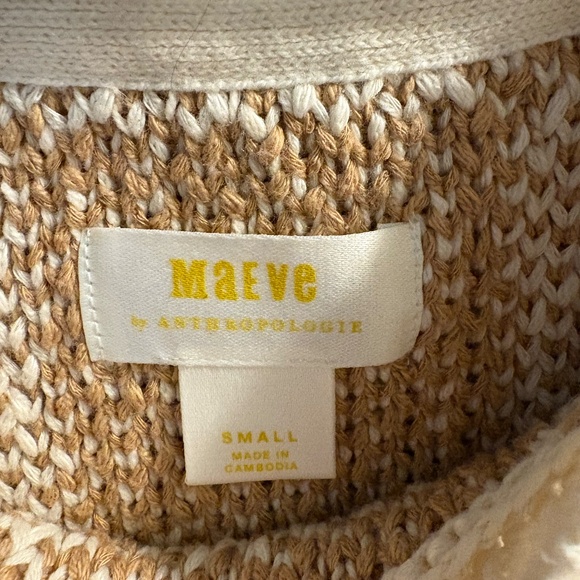 MaEve
by ANTHROPOLOGIE
SMALL
MADE IN
CAMBODIA